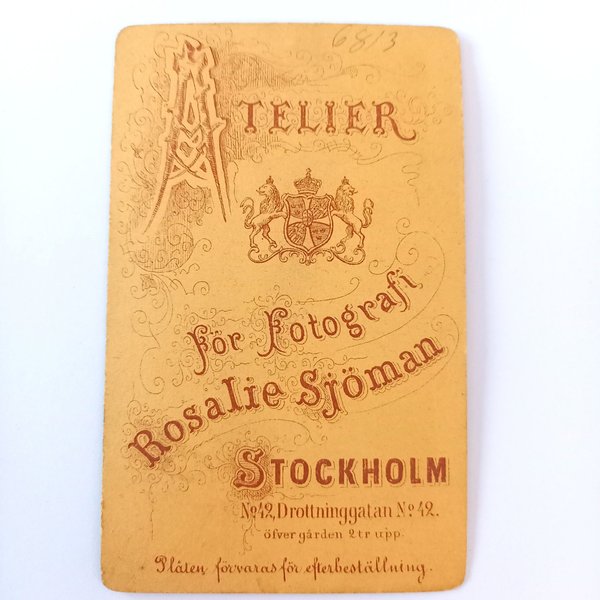 6813
ATELIER
för Fotografi
Rosalie Sjöman
STOCKHOLM
No 42, Drottninggatan No 42.
öfver gården 2 tr upp.
Plåten förvaras för efterbeställning.